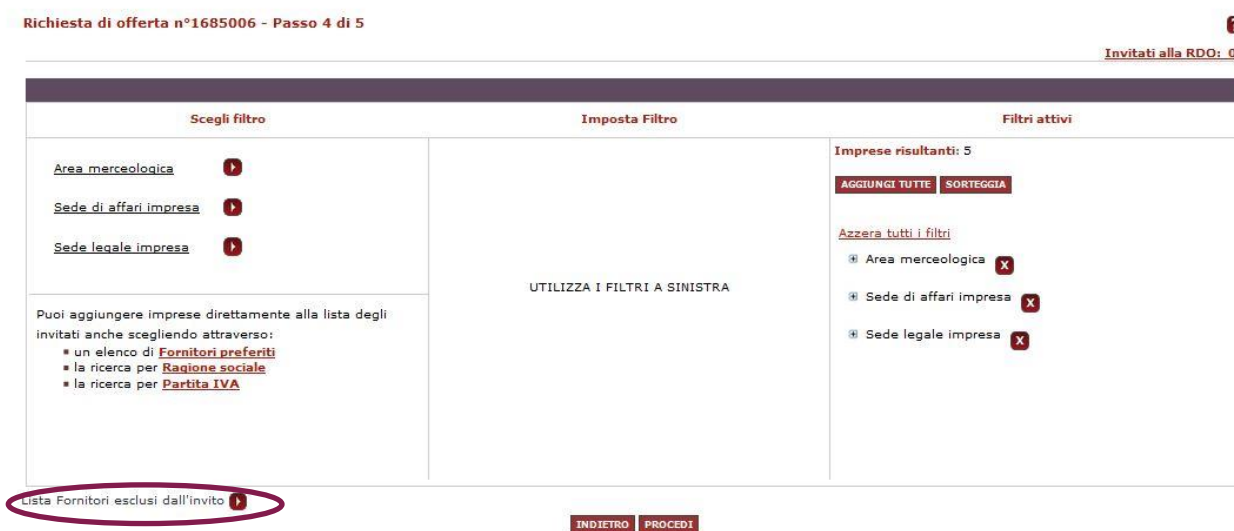 Richiesta di offerta n°1685006 - Passo 4 di 5
Invitati alla RDO: 0
Scegli filtro
Imposta Filtro
Filtri attivi
Area merceologica
Sede di affari impresa
Sede legale impresa
Puoi aggiungere imprese direttamente alla lista degli
invitati anche scegliendo attraverso:
un elenco di Fornitori preferiti
la ricerca per Ragione sociale
la ricerca per Partita IVA
UTILIZZA I FILTRI A SINISTRA
Imprese risultanti: 5
AGGIUNGI TUTTE SORTEGGIA
Azzera tutti i filtri
Area merceologica X
Sede di affari impresa X
Sede legale impresa X
Lista Fornitori esclusi dall'invito
INDIETRO PROCEDI